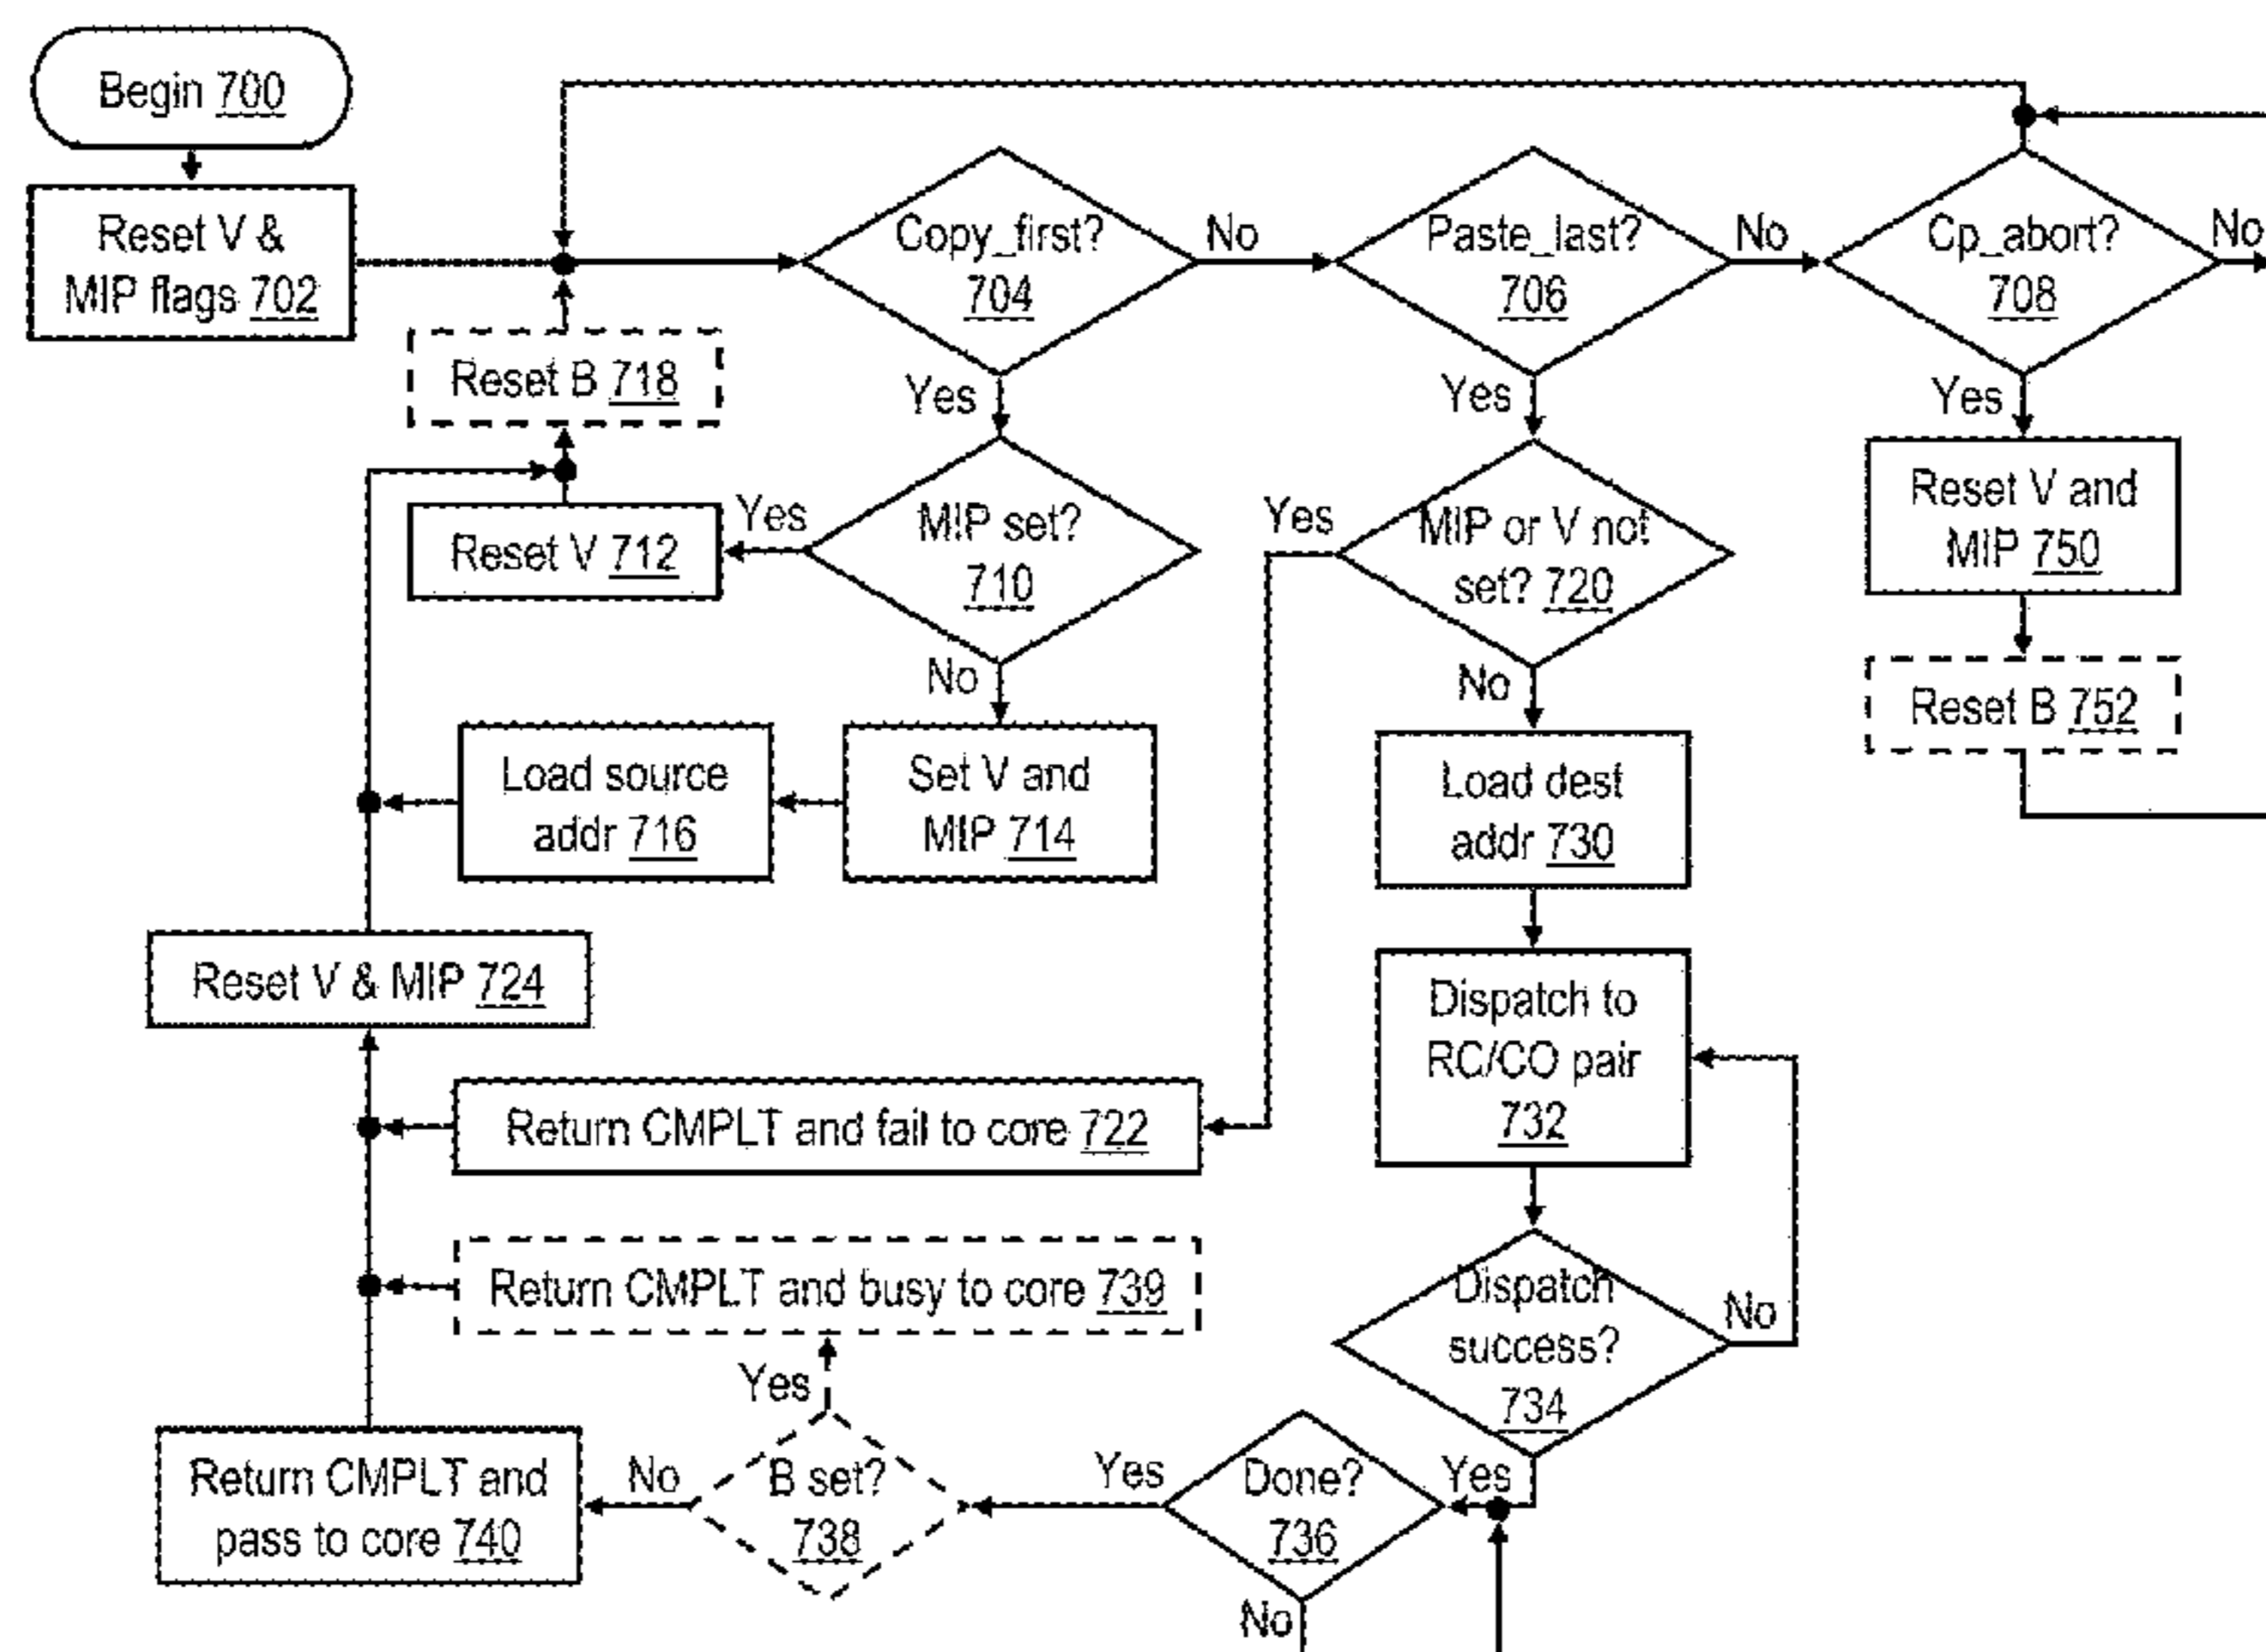 Begin 700
Reset V &
MIP flags 702
Copy_first?
704
No
Paste_last?
706
No
Cp_abort?
708
No
Reset B 718
Yes
Yes
Yes
Reset V 712
Yes
MIP set?
710
Yes
MIP or V not
set? 720
Reset V and
MIP 750
No
No
Reset B 752
Load source
addr 716
Set V and
MIP 714
Load dest
addr 730
Reset V & MIP 724
Dispatch to
RC/CO pair
732
Return CMPLT and fail to core 722
Return CMPLT and busy to core 739
Dispatch
success?
734
No
Yes
Return CMPLT and
pass to core 740
No
B set?
738
Yes
Done?
736
Yes
No